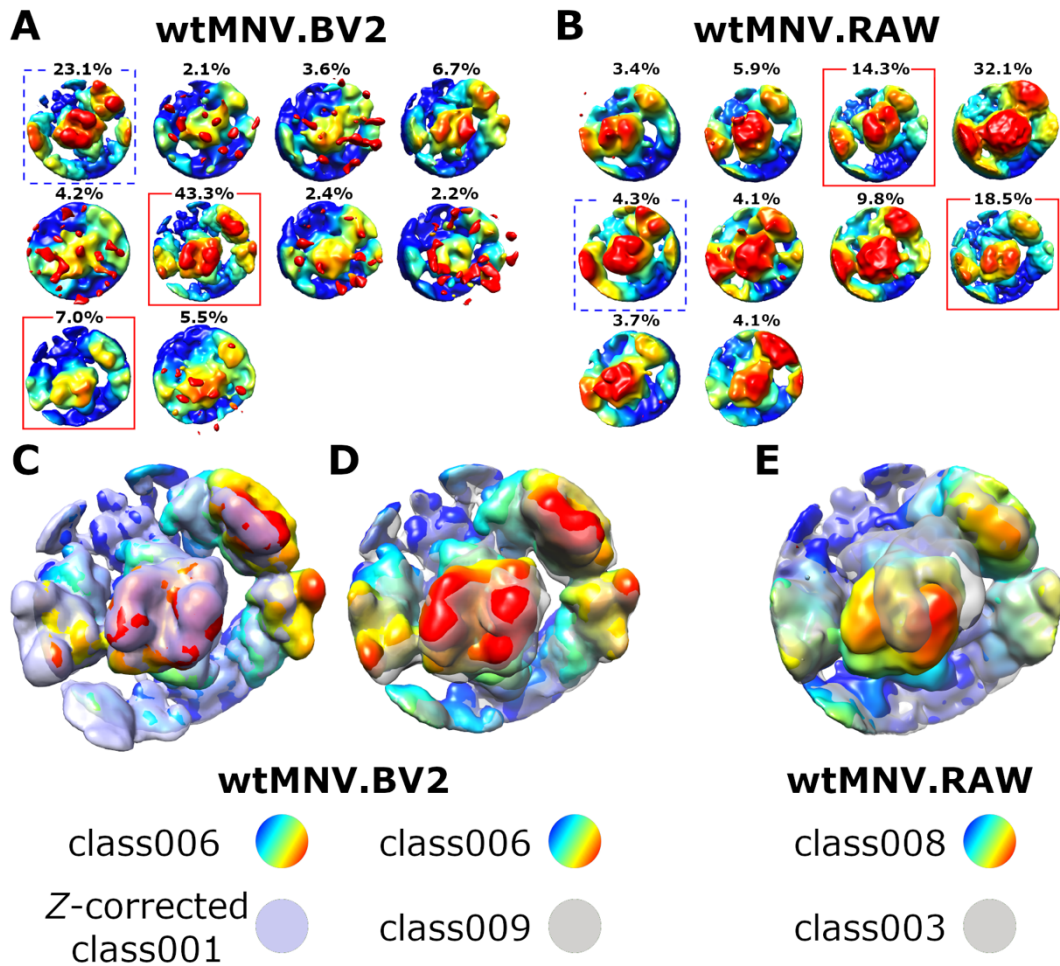 A wtMNV.BV2 B wtMNV.RAW
23.1% 2.1% 3.6% 6.7% 3.4% 5.9% 14.3% 32.1%
4.2% 43.3% 2.4% 2.2% 4.3% 4.1% 9.8% 18.5%
7.0% 5.5% 3.7% 4.1%
C D E
wtMNV.BV2 wtMNV.RAW
class006 class006 class008
Z-corrected
class001 class009 class003